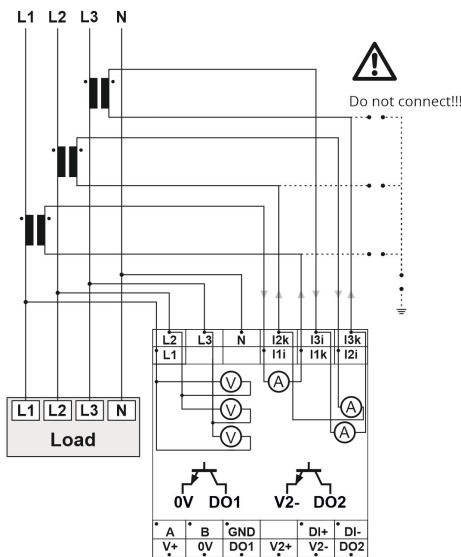 L1 L2 L3 N
Do not connect!!!
L2 L3 N I2k I3i I3k
L1 I1i I1k I2i
V A
V A
V A
L1 L2 L3 N
Load
0V DO1 V2- DO2
A B GND DI+ DI-
V+ 0V DO1 V2+ V2- DO2